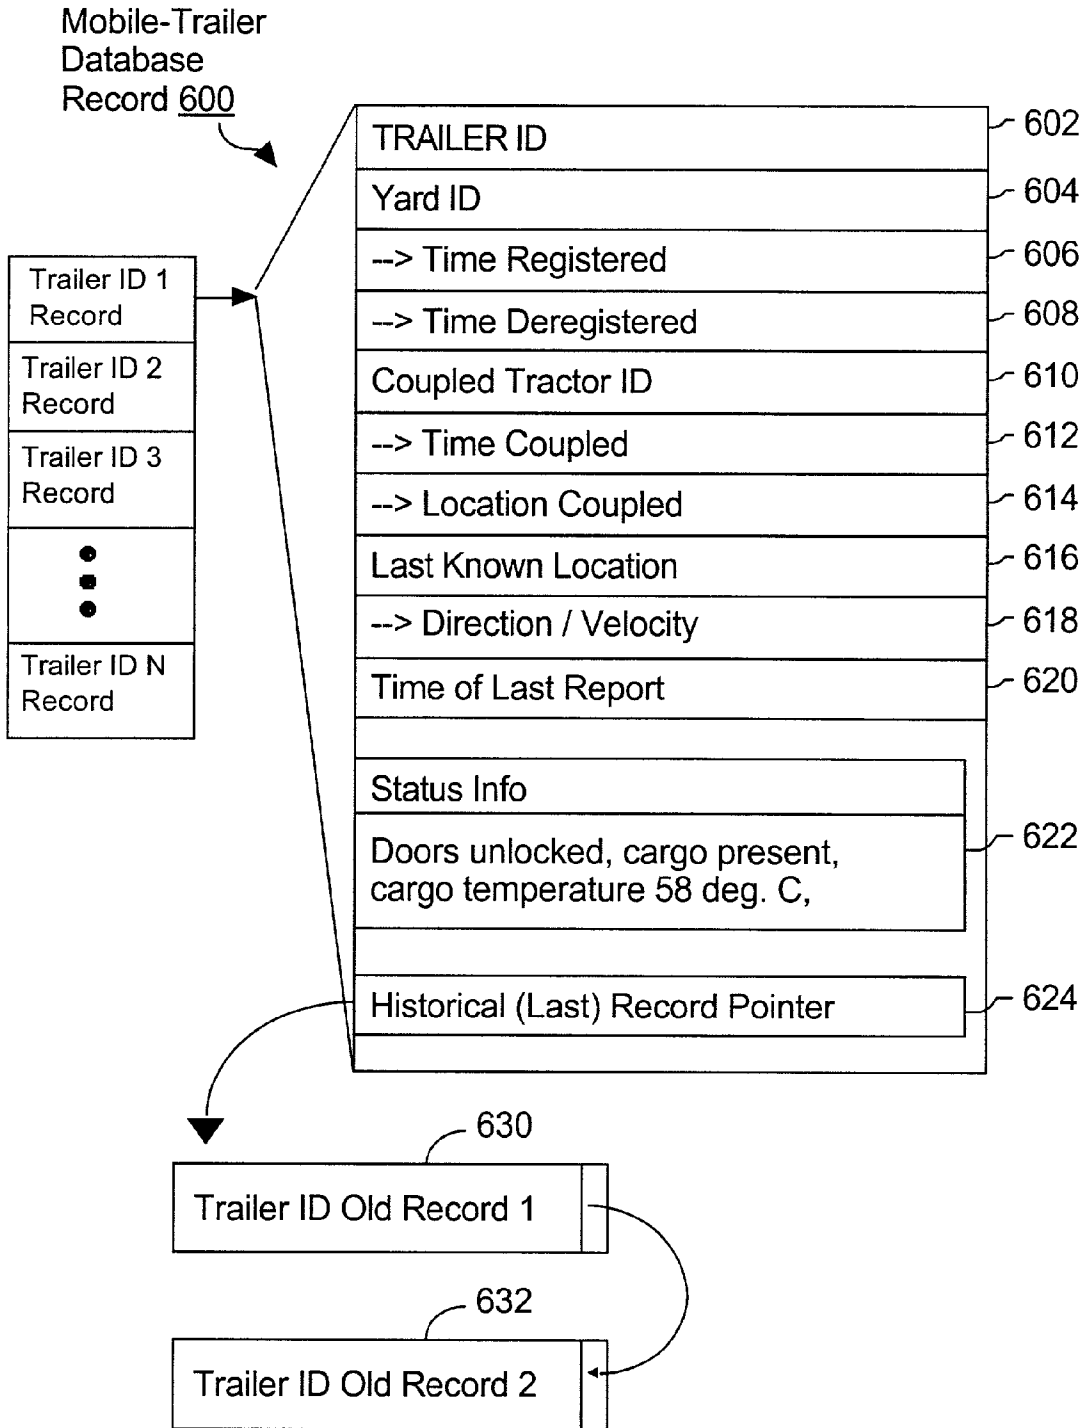 Mobile-Trailer
Database
Record 600
Trailer ID 1
Record
Trailer ID 2
Record
Trailer ID 3
Record
Trailer ID N
Record
TRAILER ID
602
Yard ID
604
--> Time Registered
606
--> Time Deregistered
608
Coupled Tractor ID
610
--> Time Coupled
612
--> Location Coupled
614
Last Known Location
616
--> Direction / Velocity
618
Time of Last Report
620
Status Info
Doors unlocked, cargo present,
cargo temperature 58 deg. C,
622
Historical (Last) Record Pointer
624
630
Trailer ID Old Record 1
632
Trailer ID Old Record 2